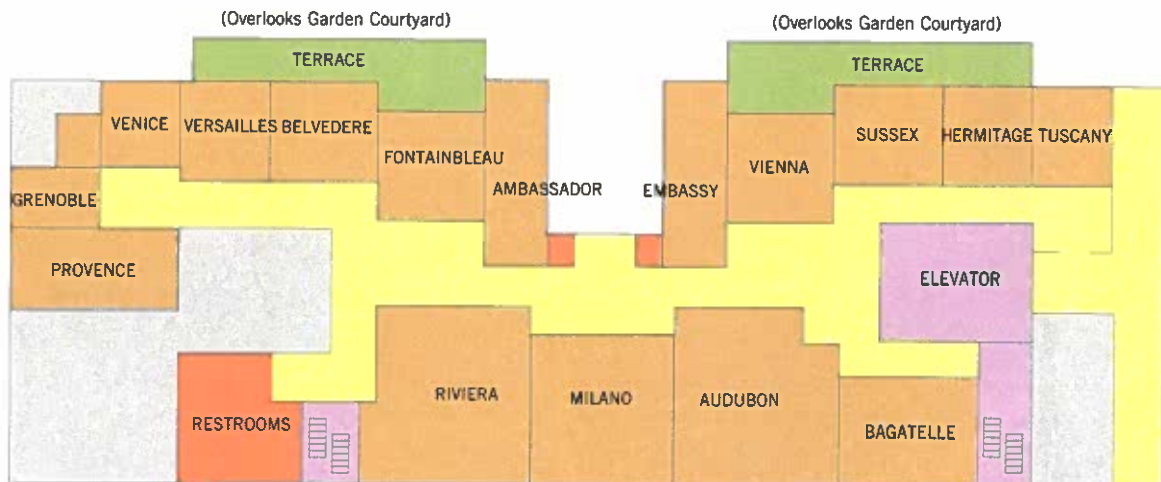 (Overlooks Garden Courtyard)
(Overlooks Garden Courtyard)
TERRACE
TERRACE
VENICE
VERSAILLES
BELVEDERE
FONTAINBLEAU
AMBASSADOR
EMBASSY
VIENNA
SUSSEX
HERMITAGE
TUSCANY
GRENOBLE
PROVENCE
ELEVATOR
RIVIERA
MILANO
AUDUBON
RESTROOMS
BAGATELLE